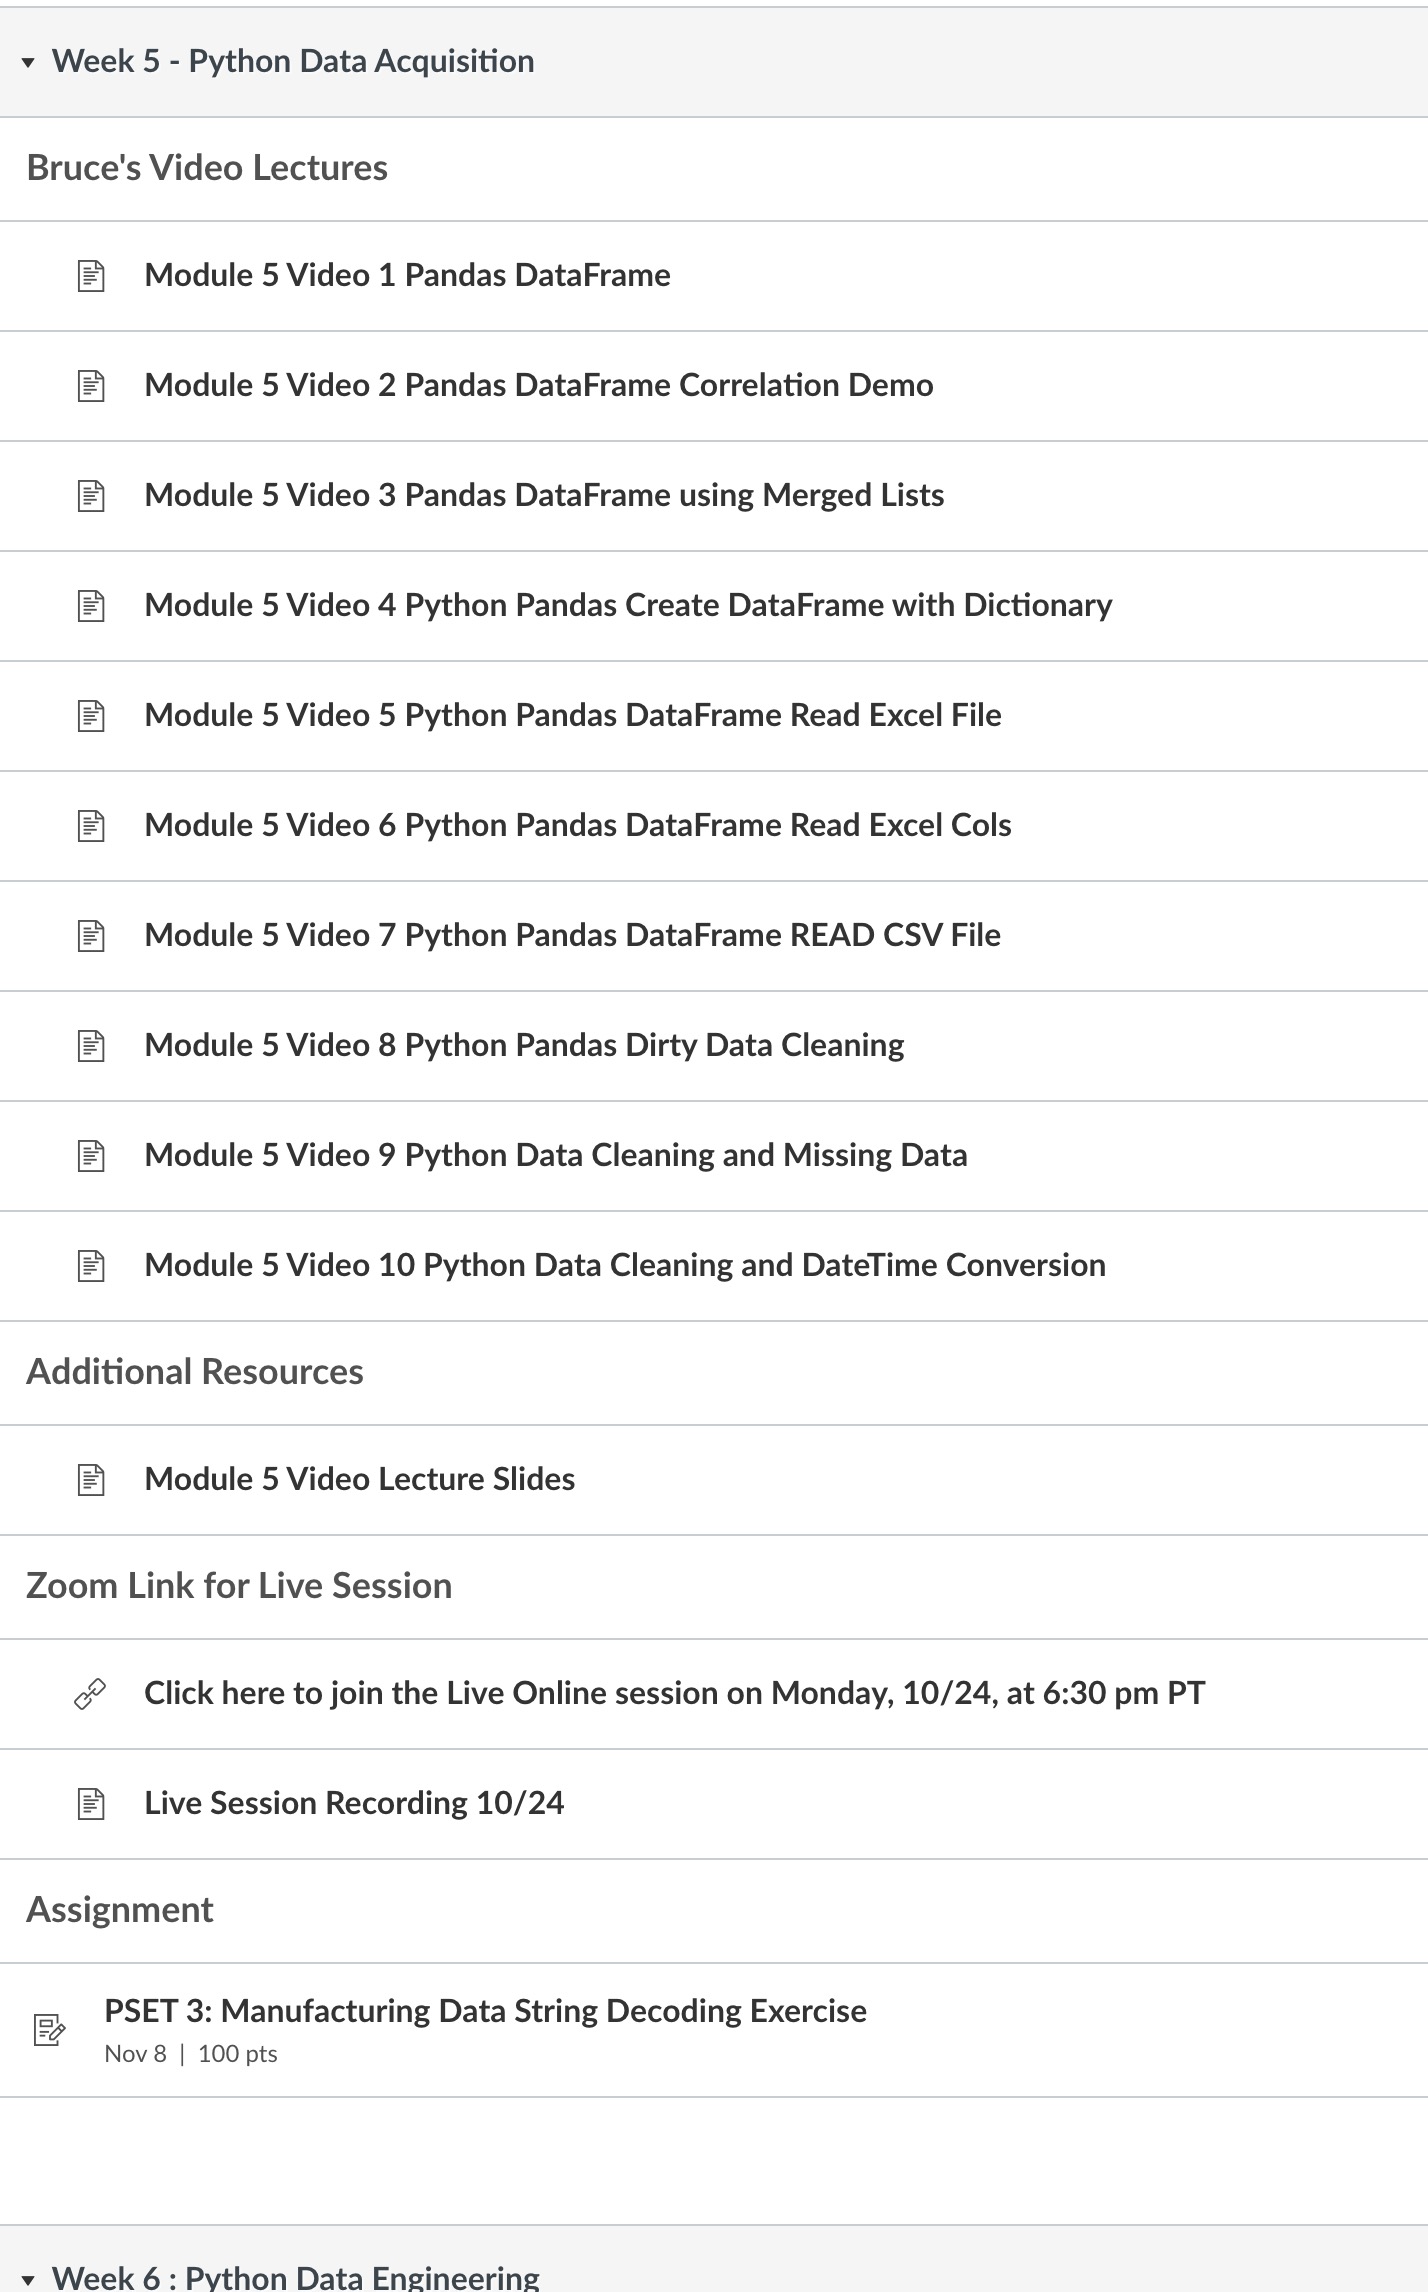 Week 5 - Python Data Acquisition
Bruce's Video Lectures
Module 5 Video 1 Pandas DataFrame
Module 5 Video 2 Pandas DataFrame Correlation Demo
Module 5 Video 3 Pandas DataFrame using Merged Lists
Module 5 Video 4 Python Pandas Create DataFrame with Dictionary
Module 5 Video 5 Python Pandas DataFrame Read Excel File
Module 5 Video 6 Python Pandas DataFrame Read Excel Cols
Module 5 Video 7 Python Pandas DataFrame READ CSV File
Module 5 Video 8 Python Pandas Dirty Data Cleaning
Module 5 Video 9 Python Data Cleaning and Missing Data
Module 5 Video 10 Python Data Cleaning and DateTime Conversion
Additional Resources
Module 5 Video Lecture Slides
Zoom Link for Live Session
Click here to join the Live Online session on Monday, 10/24, at 6:30 pm PT
Live Session Recording 10/24
Assignment
PSET 3: Manufacturing Data String Decoding Exercise
Nov 8 | 100 pts
Week 6 : Python Data Engineering